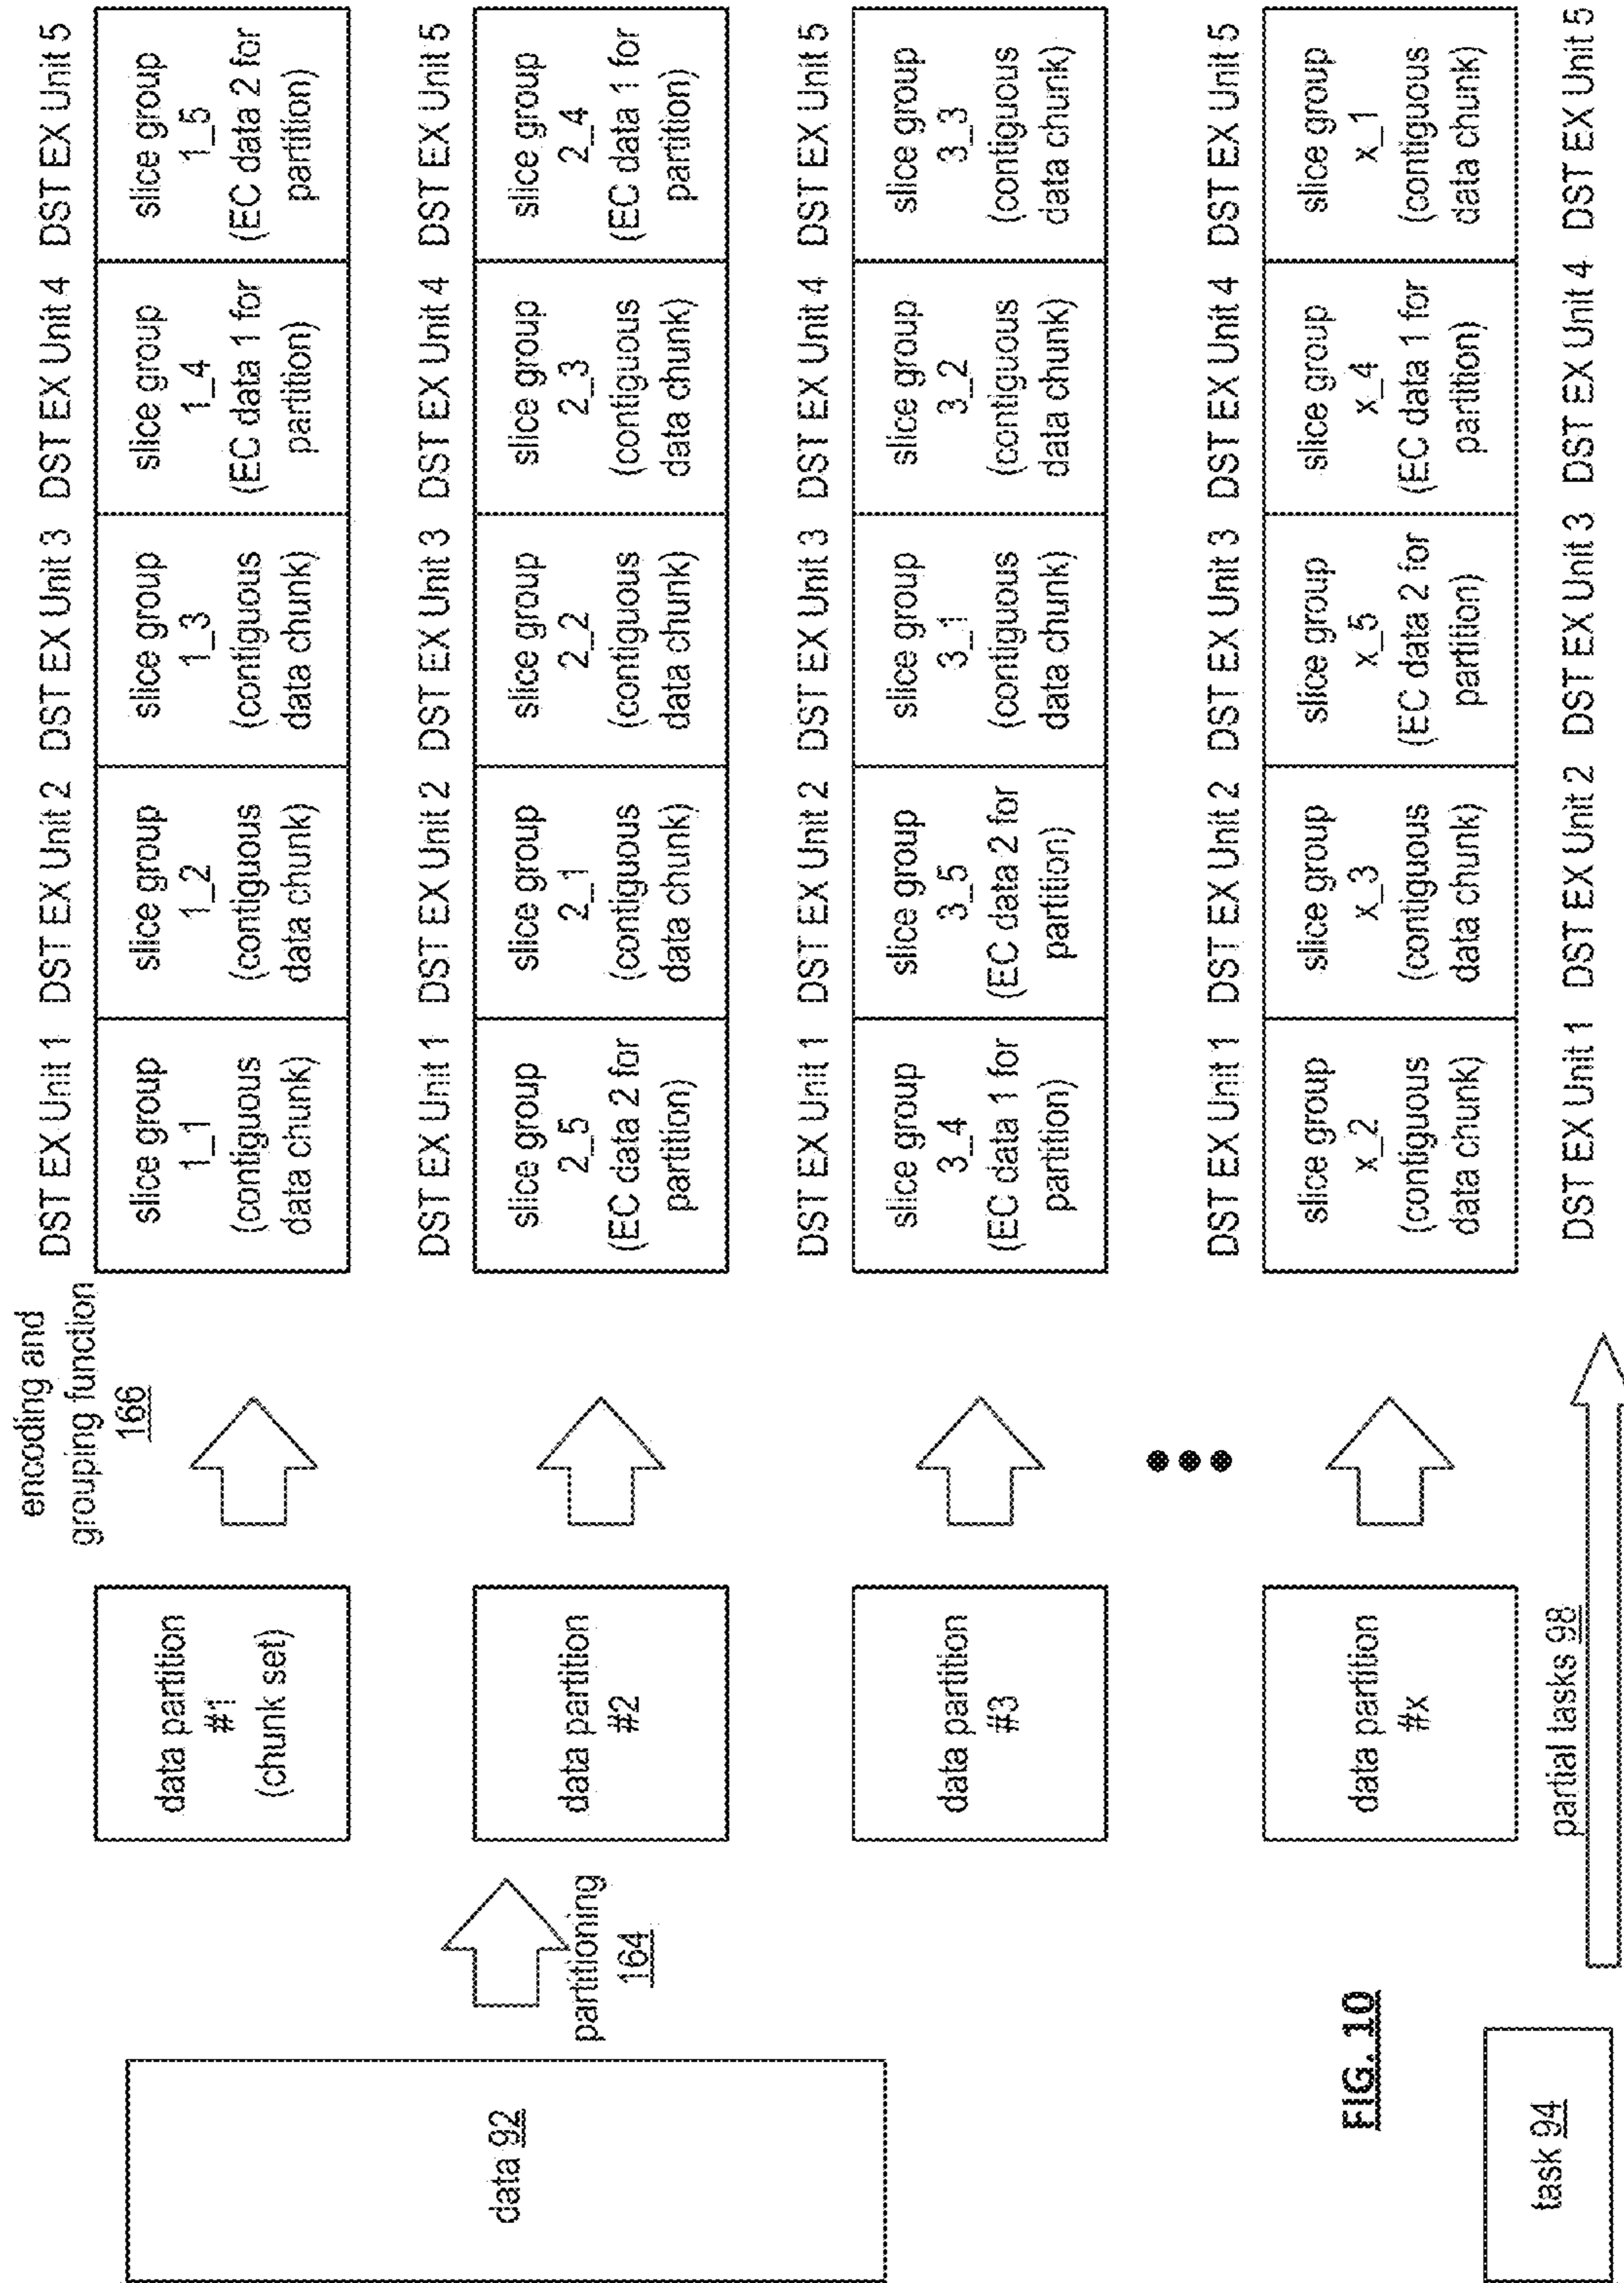 encoding and
grouping function
166
data 92
partitioning
164
data partition
#1
(chunk set)
DST EX Unit 1 DST EX Unit 2 DST EX Unit 3 DST EX Unit 4 DST EX Unit 5
slice group
1_1
(contiguous
data chunk)
slice group
1_2
(contiguous
data chunk)
slice group
1_3
(contiguous
data chunk)
slice group
1_4
(EC data 1 for
partition)
slice group
1_5
(EC data 2 for
partition)
data partition
#2
DST EX Unit 1 DST EX Unit 2 DST EX Unit 3 DST EX Unit 4 DST EX Unit 5
slice group
2_5
(EC data 2 for
partition)
slice group
2_1
(contiguous
data chunk)
slice group
2_2
(contiguous
data chunk)
slice group
2_3
(contiguous
data chunk)
slice group
2_4
(EC data 1 for
partition)
data partition
#3
DST EX Unit 1 DST EX Unit 2 DST EX Unit 3 DST EX Unit 4 DST EX Unit 5
slice group
3_4
(EC data 1 for
partition)
slice group
3_5
(EC data 2 for
partition)
slice group
3_1
(contiguous
data chunk)
slice group
3_2
(contiguous
data chunk)
slice group
3_3
(contiguous
data chunk)
data partition
#x
DST EX Unit 1 DST EX Unit 2 DST EX Unit 3 DST EX Unit 4 DST EX Unit 5
slice group
x_2
(contiguous
data chunk)
slice group
x_3
(contiguous
data chunk)
slice group
x_5
(EC data 2 for
partition)
slice group
x_4
(EC data 1 for
partition)
slice group
x_1
(contiguous
data chunk)
FIG. 10
task 94
partial tasks 98
DST EX Unit 1 DST EX Unit 2 DST EX Unit 3 DST EX Unit 4 DST EX Unit 5